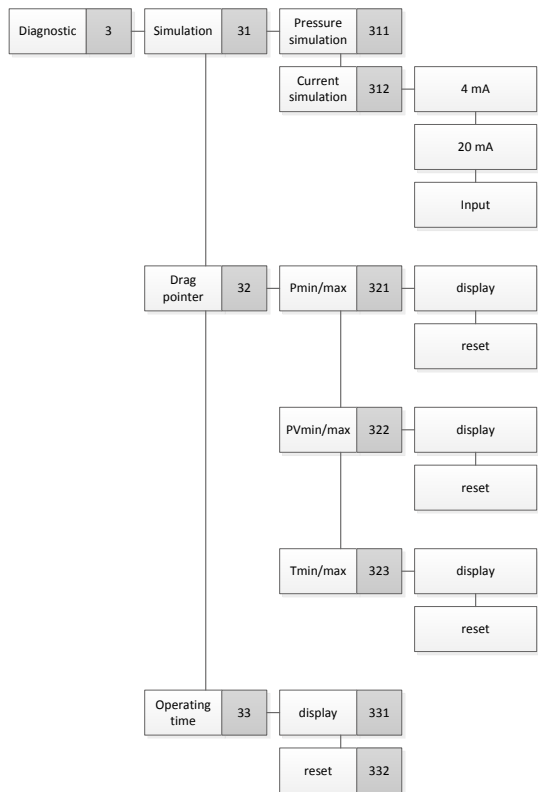 Diagnostic
3
Simulation
31
Pressure
simulation
311
Current
simulation
312
4 mA
20 mA
Input
Drag
pointer
32
Pmin/max
321
display
reset
PVmin/max
322
display
reset
Tmin/max
323
display
reset
Operating
time
33
display
331
reset
332